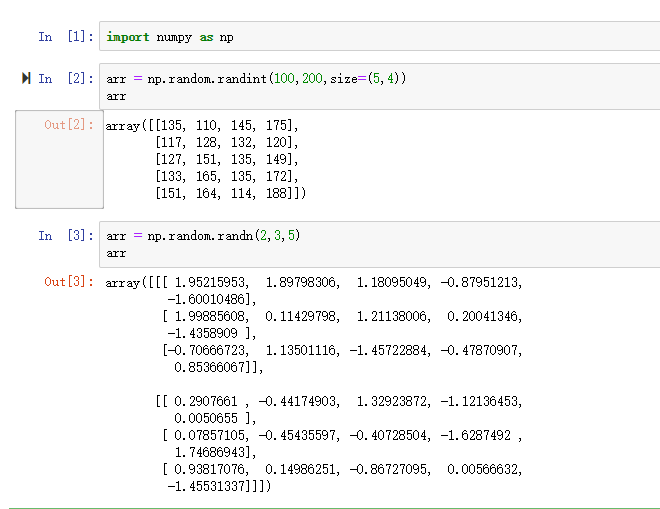 In [1]: import numpy as np
In [2]: arr = np.random.randint(100,200,size=(5,4))
arr
Out[2]: array([[135, 110, 145, 175],
[117, 128, 132, 120],
[127, 151, 135, 149],
[133, 165, 135, 172],
[151, 164, 114, 188]])
In [3]: arr = np.random.randn(2,3,5)
arr
Out[3]: array([[[ 1.95215953,  1.89798306,  1.18095049, -0.87951213,
-1.60010486],
[ 1.99885608,  0.11429798,  1.21138006,  0.20041346,
-1.4358909 ],
[-0.70666723,  1.13501116, -1.45722884, -0.47870907,
0.85366067]],
[[ 0.2907661 , -0.44174903,  1.32923872, -1.12136453,
0.0050655 ],
[ 0.07857105, -0.45435597, -0.40728504, -1.6287492 ,
1.74686943],
[ 0.93817076,  0.14986251, -0.86727095,  0.00566632,
-1.45531337]]])